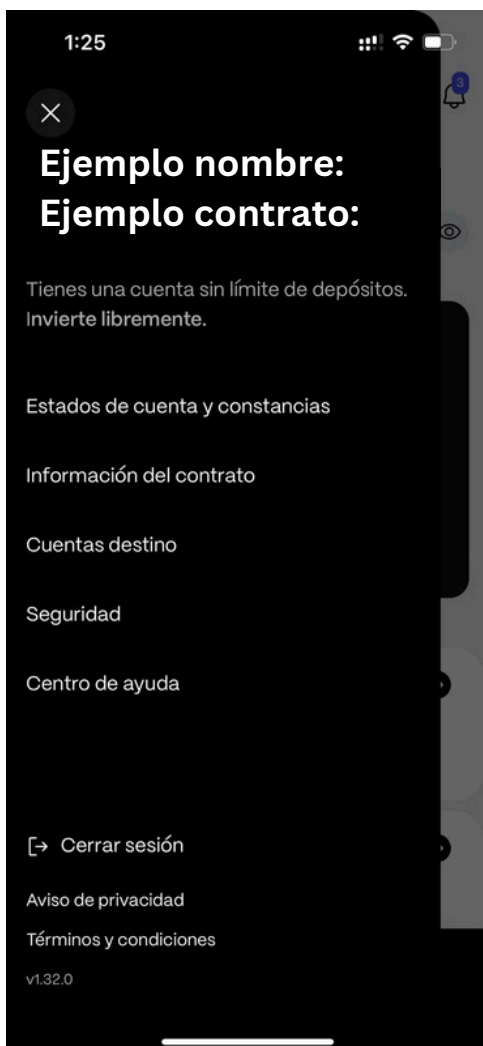 1:25
3
Ejemplo nombre:
Ejemplo contrato:
Tienes una cuenta sin límite de depósitos.
Invierte libremente.
Estados de cuenta y constancias
Información del contrato
Cuentas destino
Seguridad
Centro de ayuda
Cerrar sesión
Aviso de privacidad
Términos y condiciones
v1.32.0